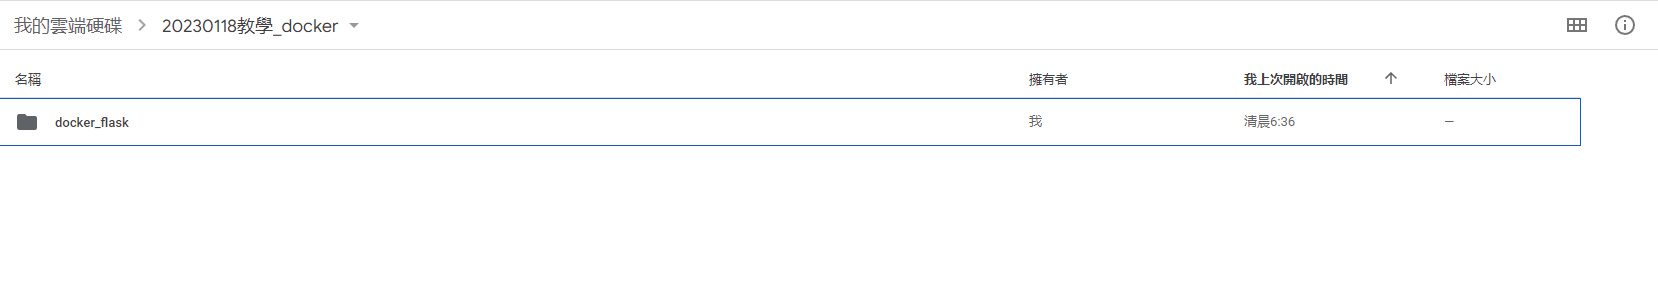 我的雲端硬碟 > 20230118教學_docker
名稱 擁有者 我上次開啟的時間 檔案大小
docker_flask 我 清晨6:36 —